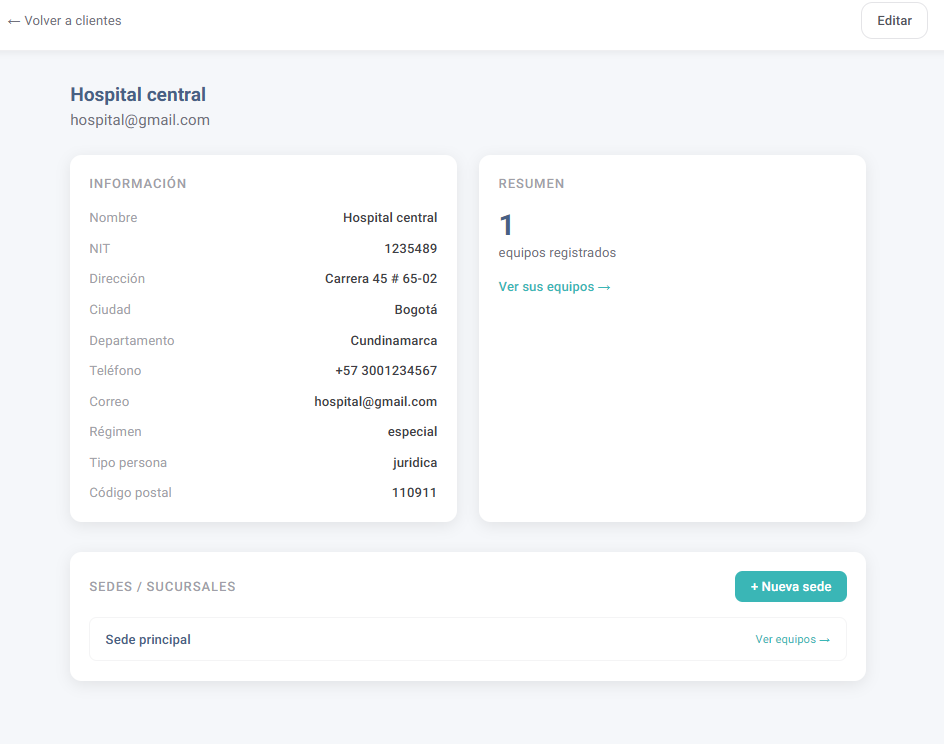 ← Volver a clientes
Editar
Hospital central
hospital@gmail.com
INFORMACIÓN
Nombre Hospital central
NIT 1235489
Dirección Carrera 45 # 65-02
Ciudad Bogotá
Departamento Cundinamarca
Teléfono +57 3001234567
Correo hospital@gmail.com
Régimen especial
Tipo persona juridica
Código postal 110911
RESUMEN
1
equipos registrados
Ver sus equipos →
SEDES / SUCURSALES
+ Nueva sede
Sede principal
Ver equipos →